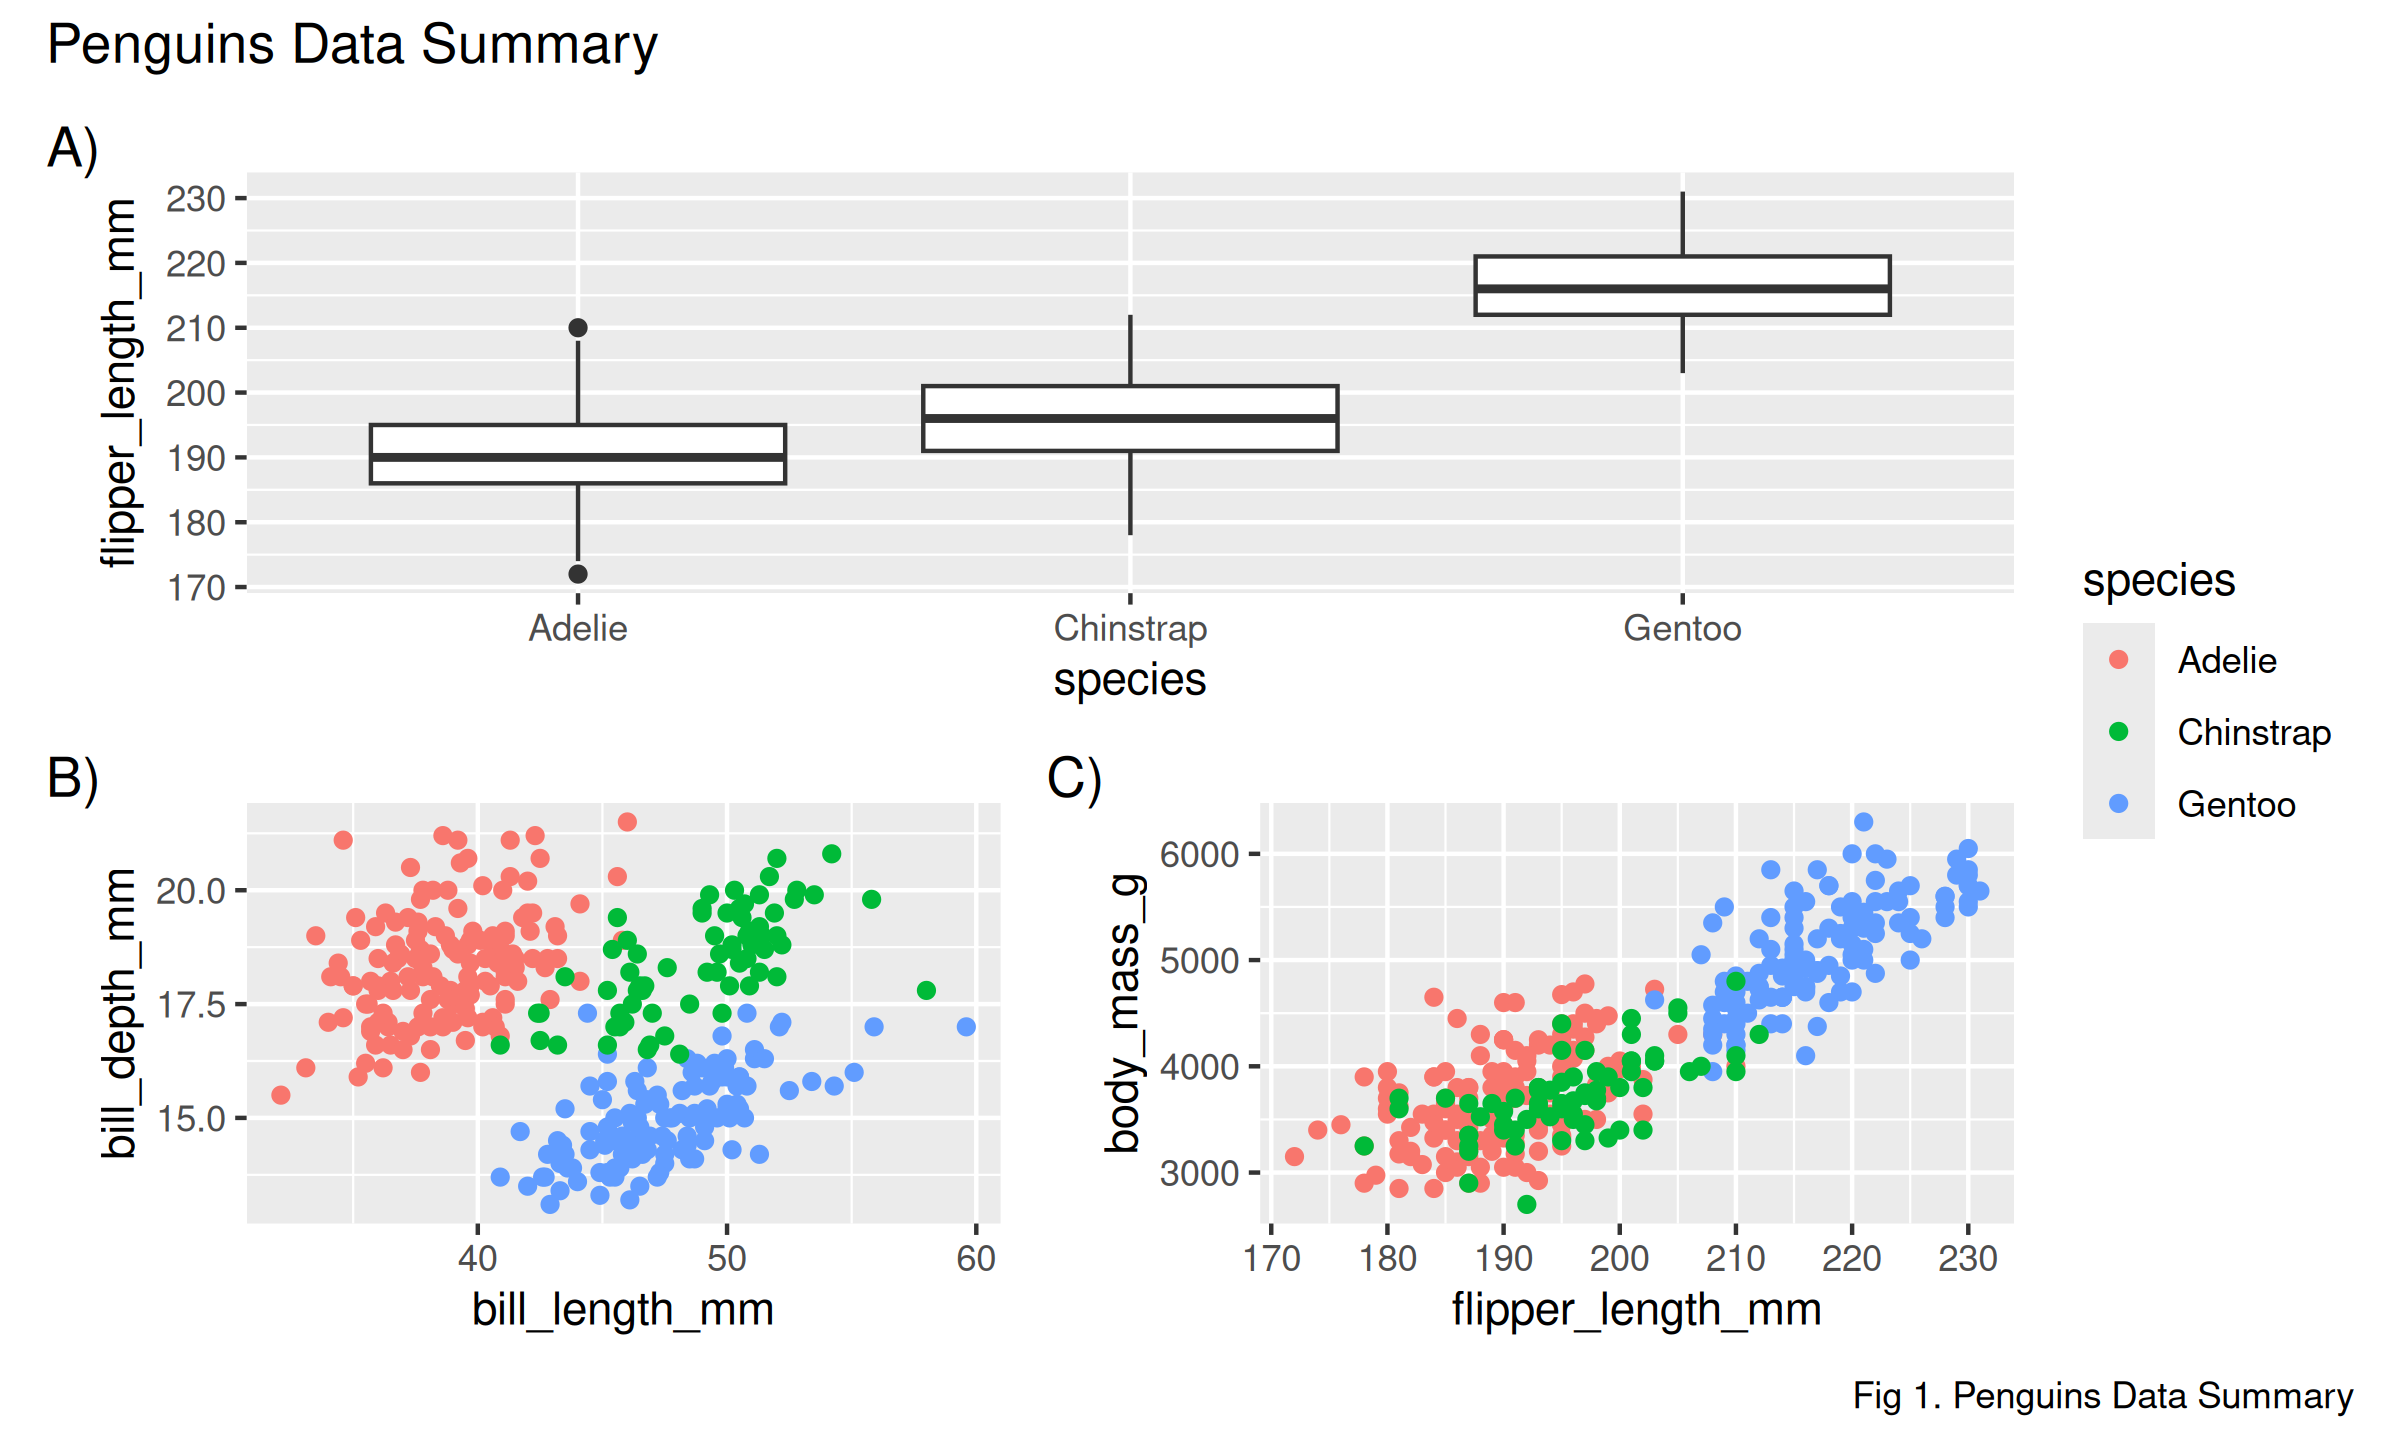 Penguins Data Summary
A)
flipper_length_mm
230
220
210
200
190
180
170
Adelie Chinstrap Gentoo
species
species
Adelie
Chinstrap
Gentoo
B)
bill_depth_mm
20.0
17.5
15.0
40 50 60
bill_length_mm
C)
body_mass_g
6000
5000
4000
3000
170 180 190 200 210 220 230
flipper_length_mm
Fig 1. Penguins Data Summary